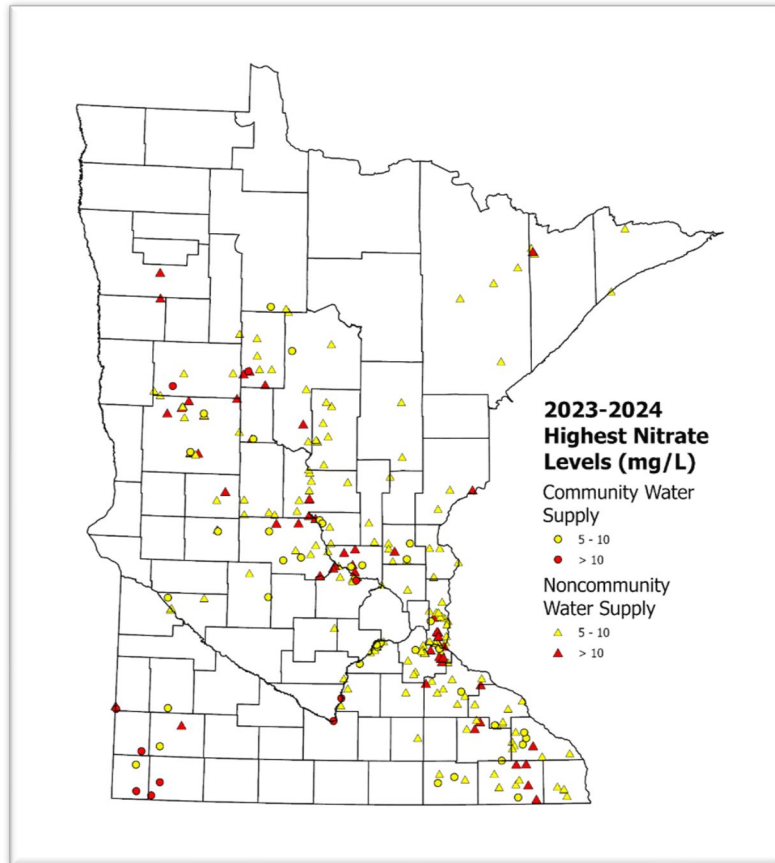 2023-2024
Highest Nitrate
Levels (mg/L)
Community Water
Supply
5 - 10
> 10
Noncommunity
Water Supply
5 - 10
> 10